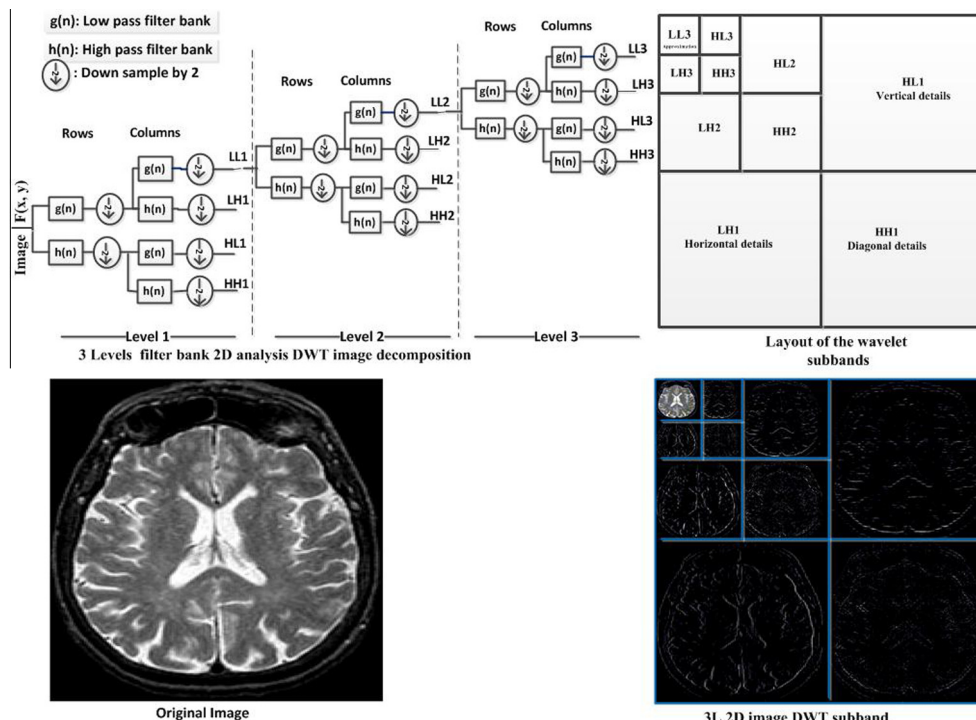 g(n): Low pass filter bank
h(n): High pass filter bank
: Down sample by 2
Rows Columns
Image F(x, y)
g(n) g(n) LL1
h(n) LH1
h(n) g(n) HL1
h(n) HH1
Level 1
Rows Columns
g(n) g(n) LL2
h(n) LH2
h(n) g(n) HL2
h(n) HH2
Level 2
Rows Columns
g(n) g(n) LL3
h(n) LH3
h(n) g(n) HL3
h(n) HH3
Level 3
3 Levels filter bank 2D analysis DWT image decomposition
LL3
Approximation
HL3
LH3
HH3
HL2
LH2
HH2
HL1
Vertical details
LH1
Horizontal details
HH1
Diagonal details
Layout of the wavelet
subbands
Original Image
3L 2D image DWT subband